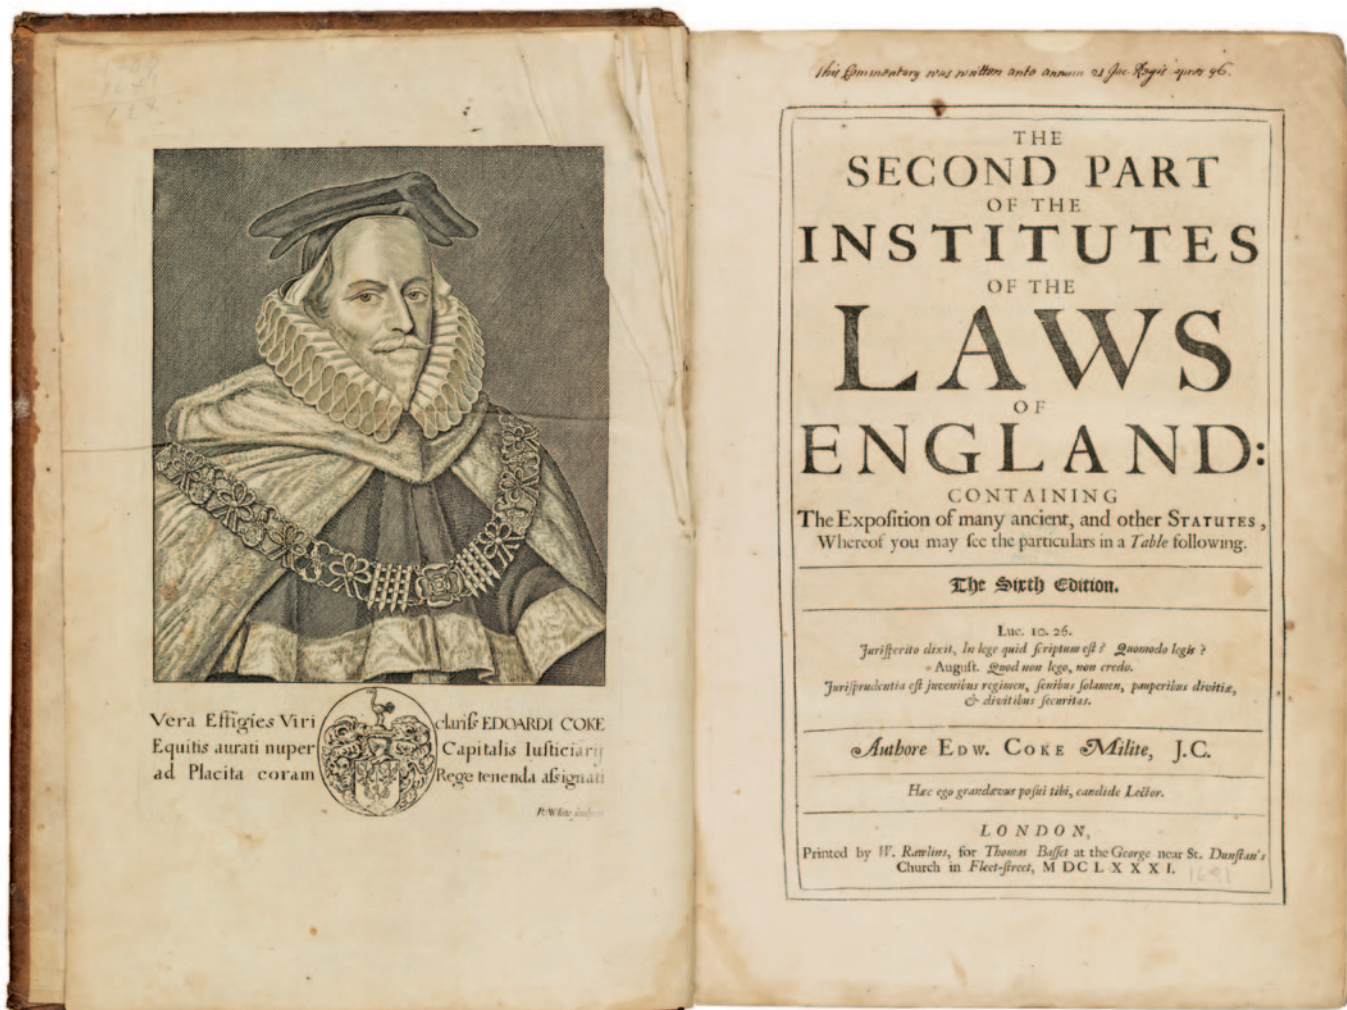 Vera Effigies Viri clariſs EDOARDI COKE
Equitis aurati nuper Capitalis Iuſticiarij
ad Placita coram Rege tenenda aſsignati
R. White sculpsit
This Commentary was written ante annum 21 Jac. Regis
THE
SECOND PART
OF THE
INSTITUTES
OF THE
LAWS
OF
ENGLAND:
CONTAINING
The Expoſition of many ancient, and other STATUTES,
Whereof you may ſee the particulars in a Table following.
The Sixth Edition.
Luc. 10. 26.
Juriſperito dixit, In lege quid ſcriptum eſt? Quomodo legis?
Auguſt. Quod non lego, non credo.
Juriſprudentia eſt juvenibus regimen, ſenibus ſolamen, pauperibus divitiæ,
& divitibus ſecuritas.
Authore EDW. COKE Milite, J.C.
Hæc ego grandævus poſui tibi, candide Lector.
LONDON,
Printed by W. Rawlins, for Thomas Baſſet at the George near St. Dunſtan's
Church in Fleet-ſtreet, MDCLXXXI.
1681